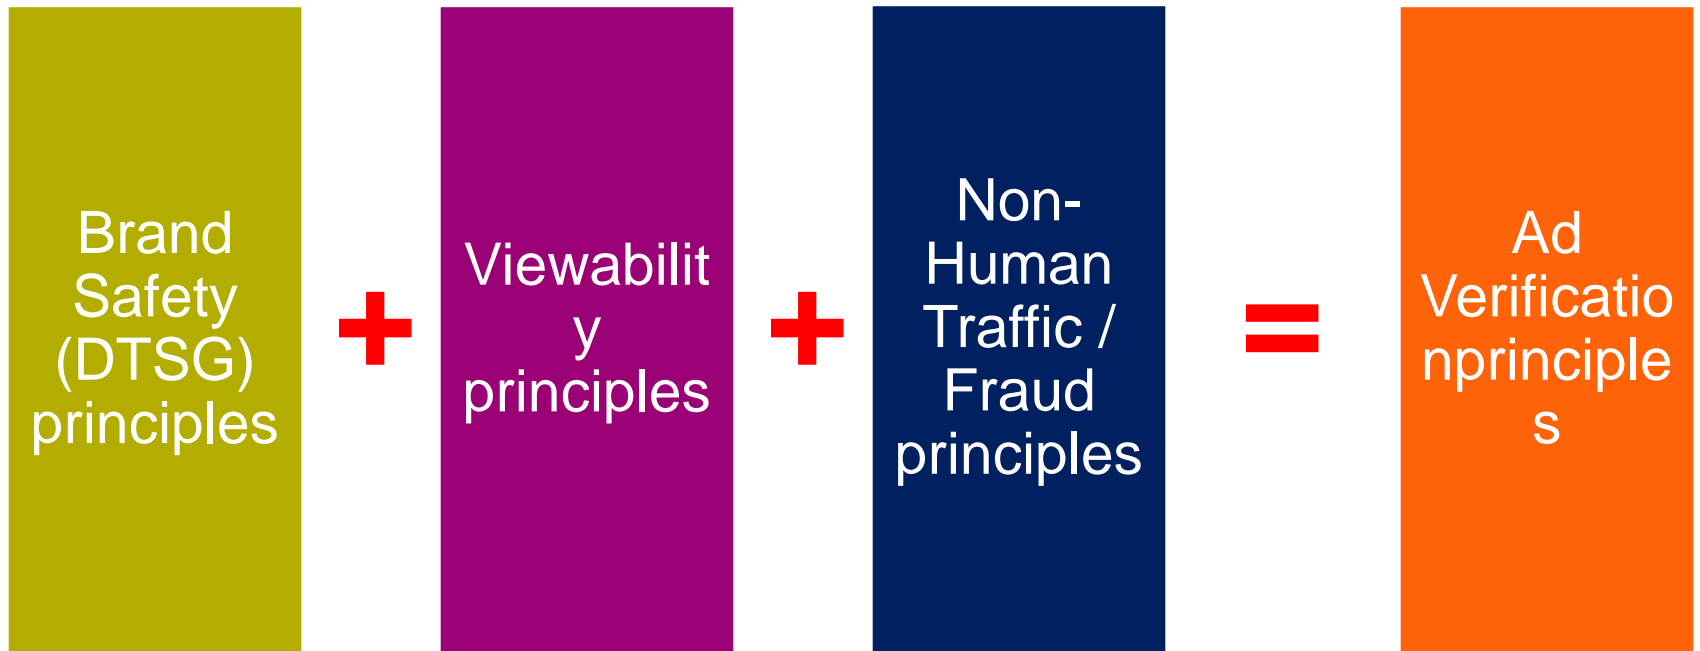 Brand
Safety
(DTSG)
principles
+
Viewabilit
y
principles
+
Non-
Human
Traffic /
Fraud
principles
=
Ad
Verificatio
nprinciple
s